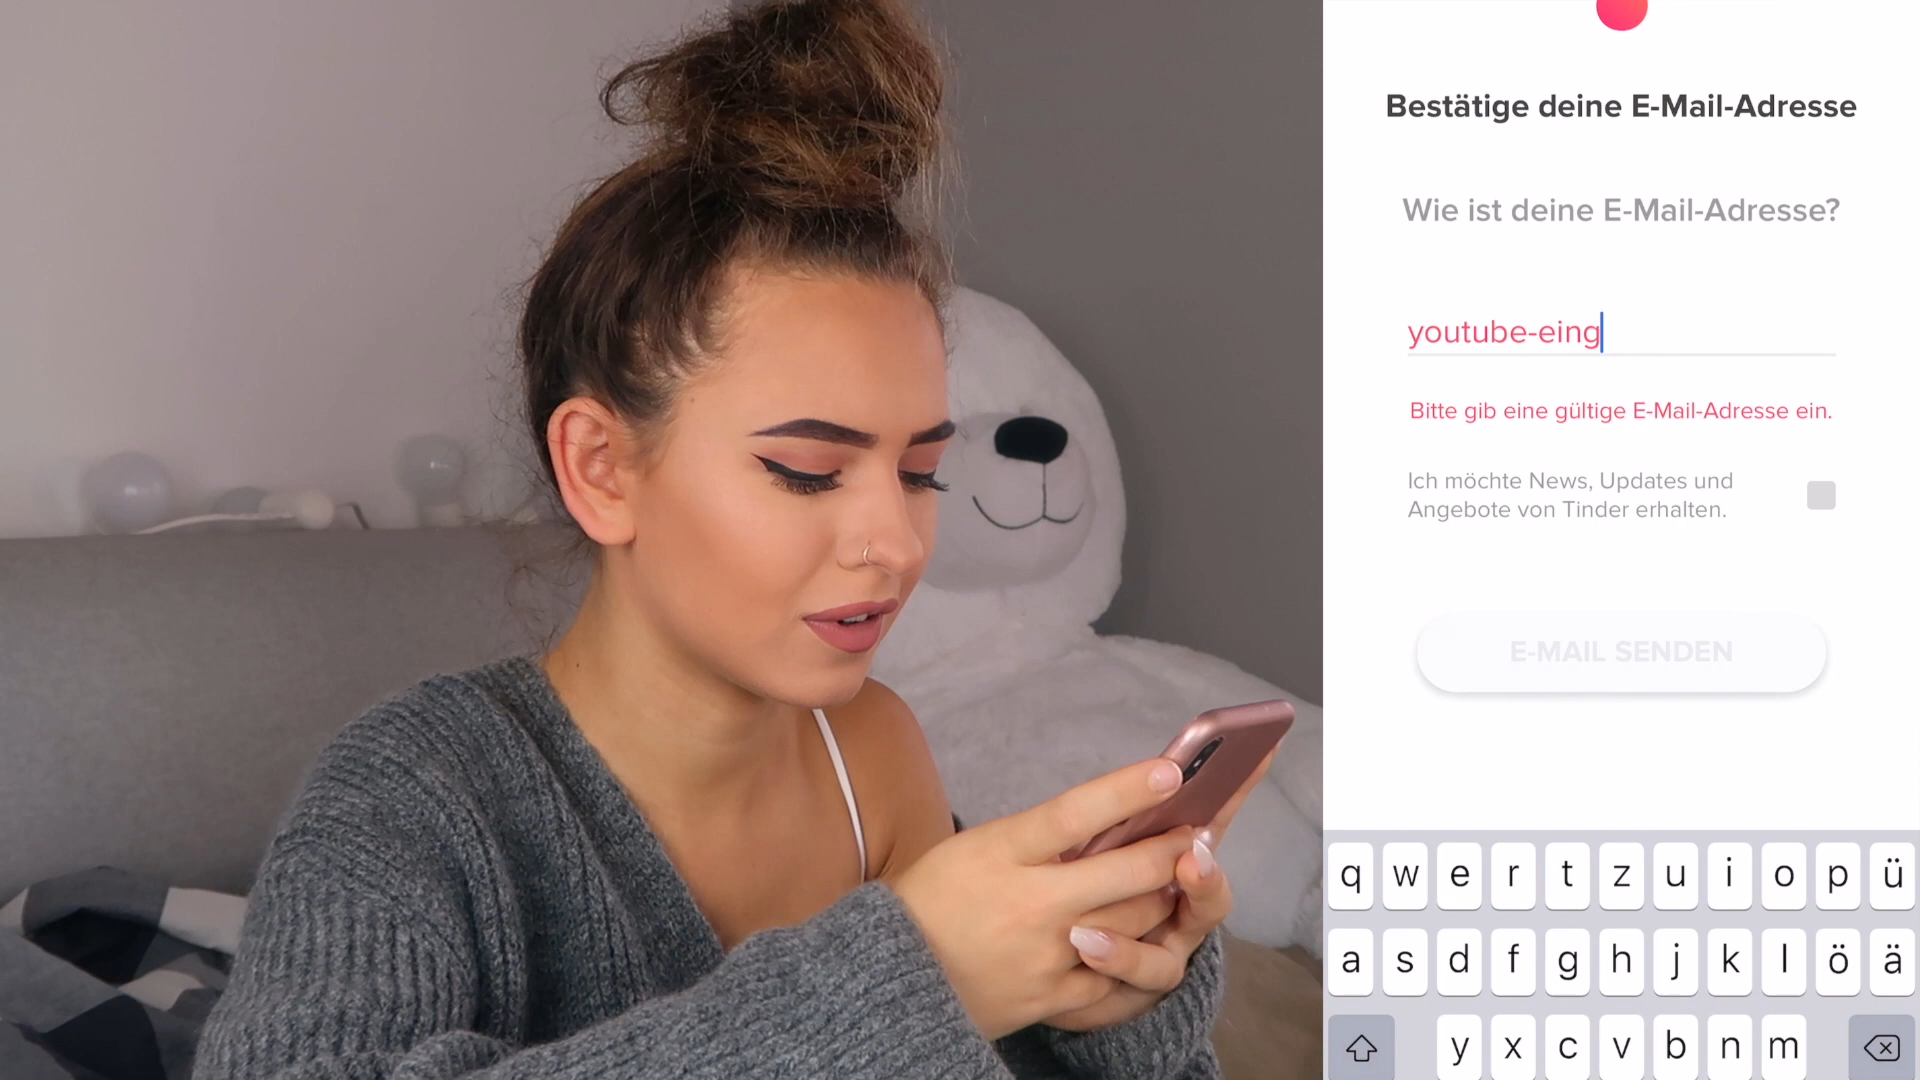 Bestätige deine E-Mail-Adresse
Wie ist deine E-Mail-Adresse?
youtube-eing
Bitte gib eine gültige E-Mail-Adresse ein.
Ich möchte News, Updates und
Angebote von Tinder erhalten.
E-MAIL SENDEN
q w e r t z u i o p ü
a s d f g h j k l ö ä
y x c v b n m